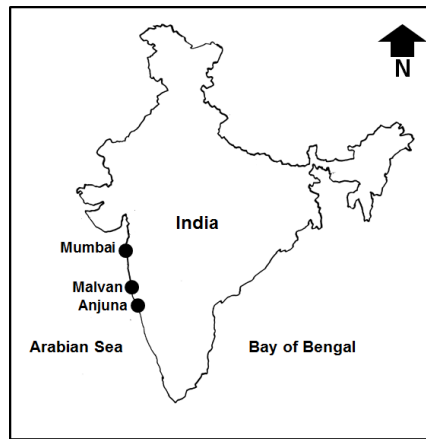 N
India
Mumbai
Malvan
Anjuna
Arabian Sea
Bay of Bengal